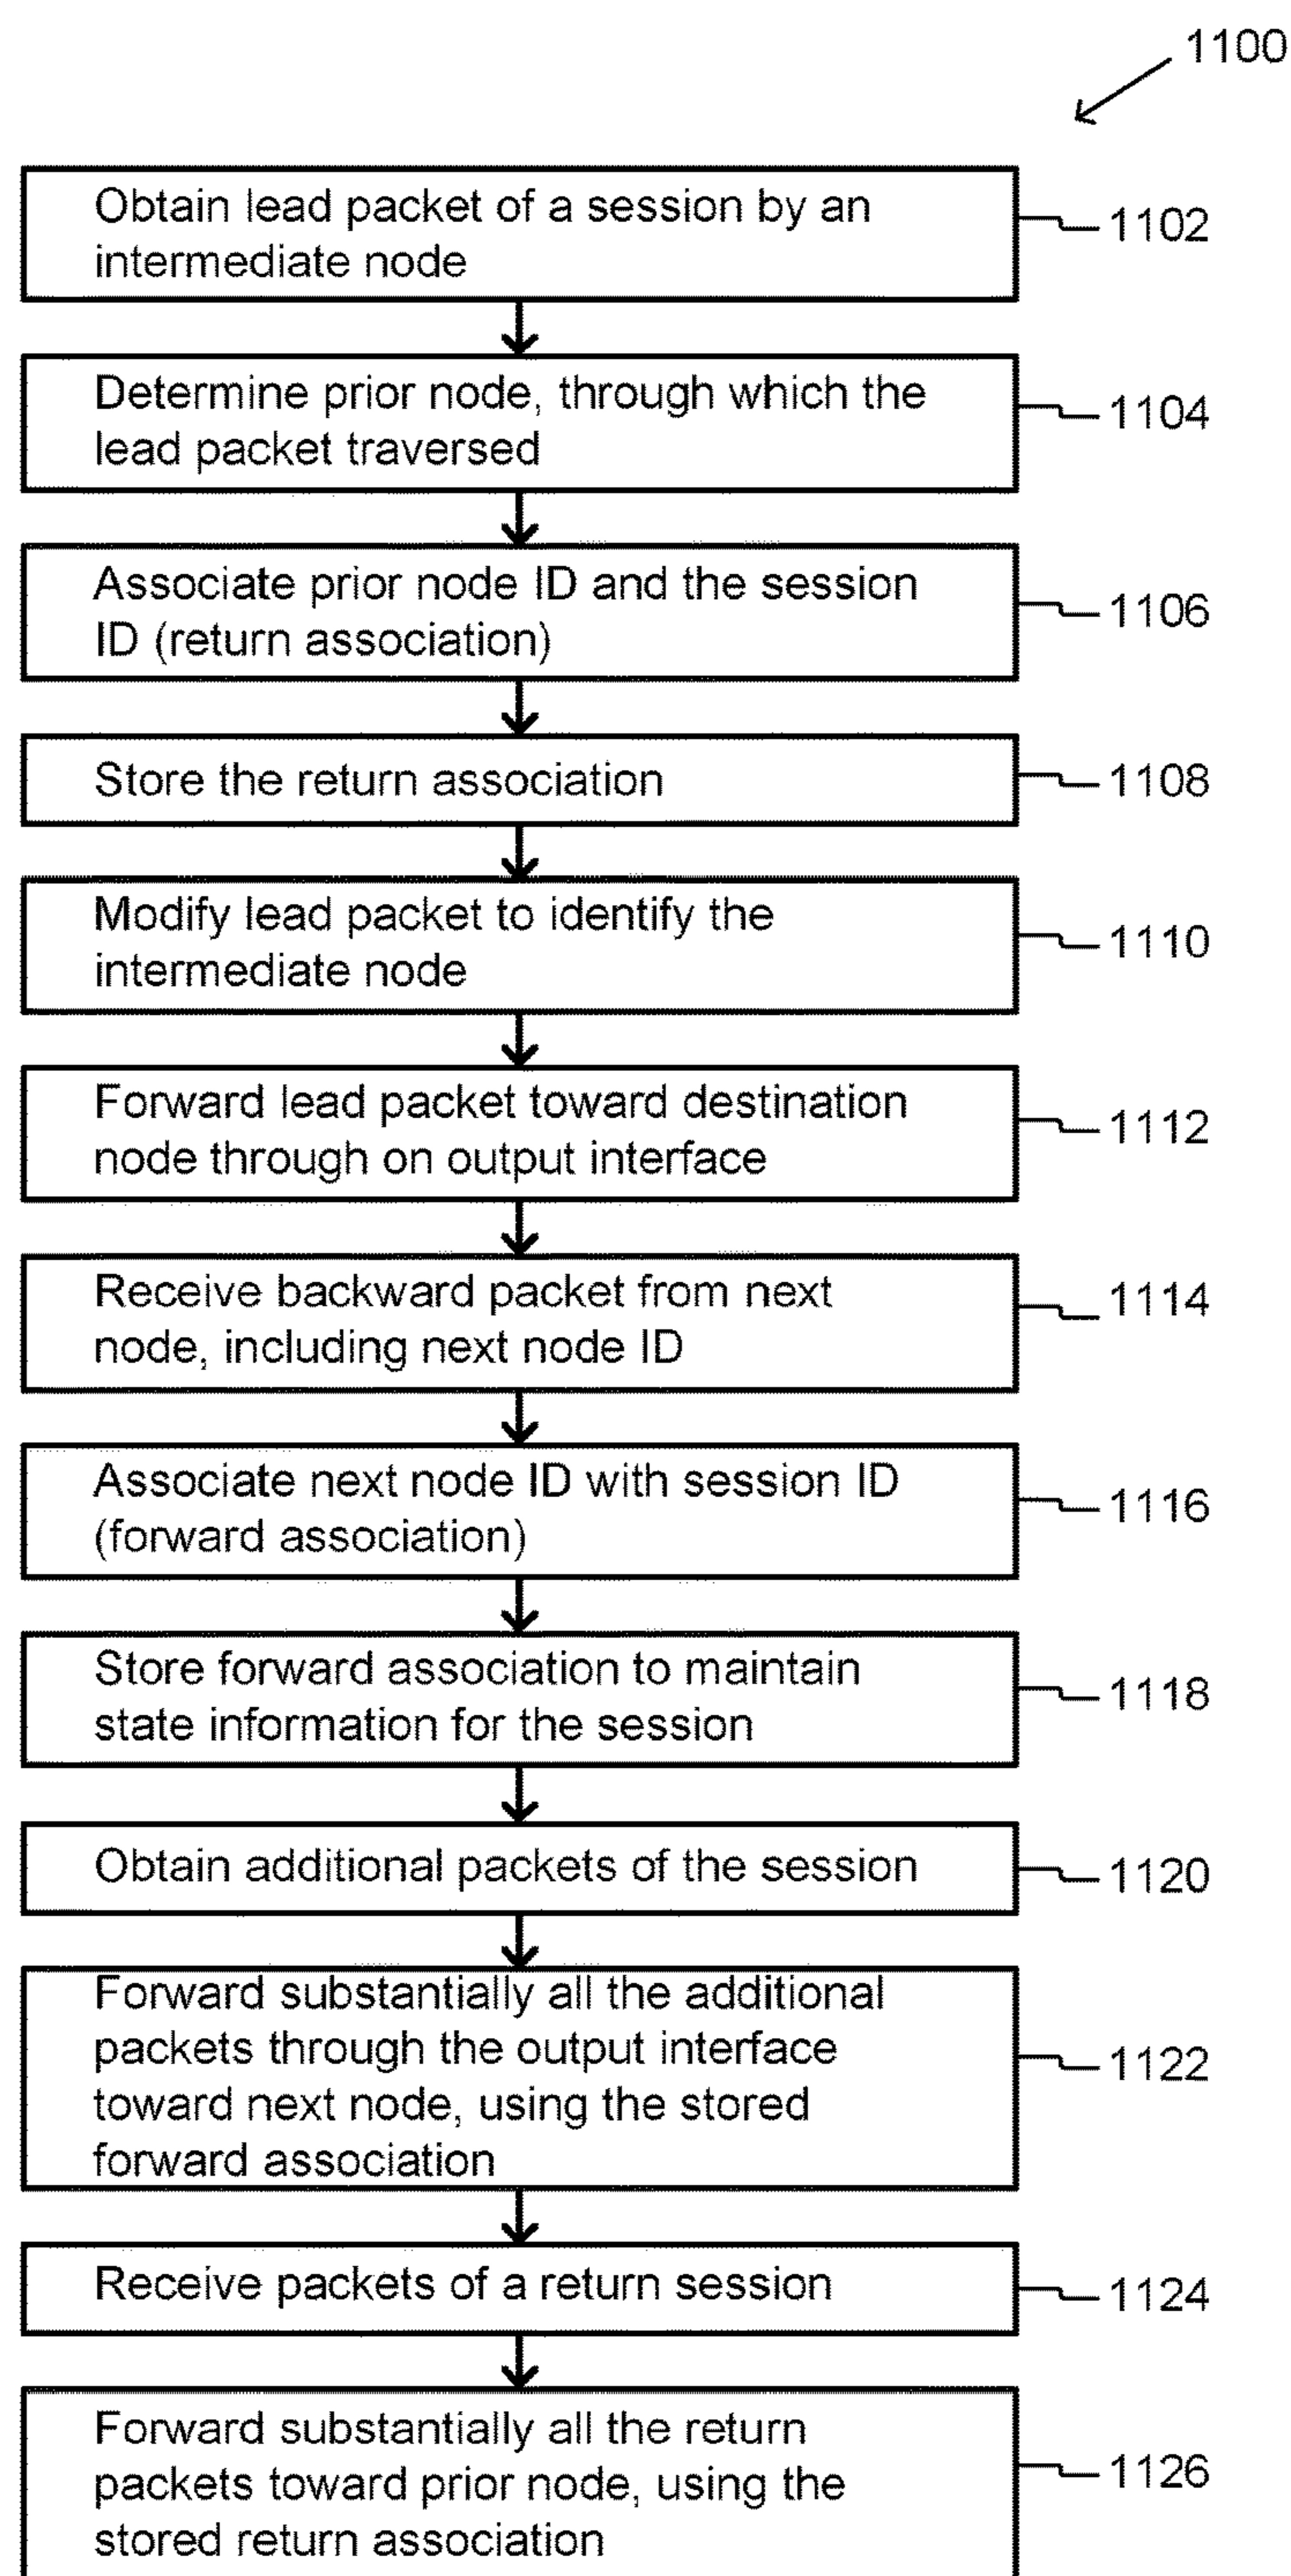 1100
Obtain lead packet of a session by an
intermediate node
1102
Determine prior node, through which the
lead packet traversed
1104
Associate prior node ID and the session
ID (return association)
1106
Store the return association
1108
Modify lead packet to identify the
intermediate node
1110
Forward lead packet toward destination
node through on output interface
1112
Receive backward packet from next
node, including next node ID
1114
Associate next node ID with session ID
(forward association)
1116
Store forward association to maintain
state information for the session
1118
Obtain additional packets of the session
1120
Forward substantially all the additional
packets through the output interface
toward next node, using the stored
forward association
1122
Receive packets of a return session
1124
Forward substantially all the return
packets toward prior node, using the
stored return association
1126